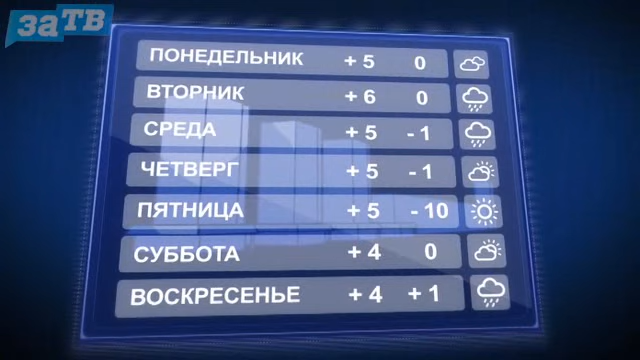 заТВ
ПОНЕДЕЛЬНИК +5 0
ВТОРНИК +6 0
СРЕДА +5 -1
ЧЕТВЕРГ +5 -1
ПЯТНИЦА +5 -10
СУББОТА +4 0
ВОСКРЕСЕНЬЕ +4 +1